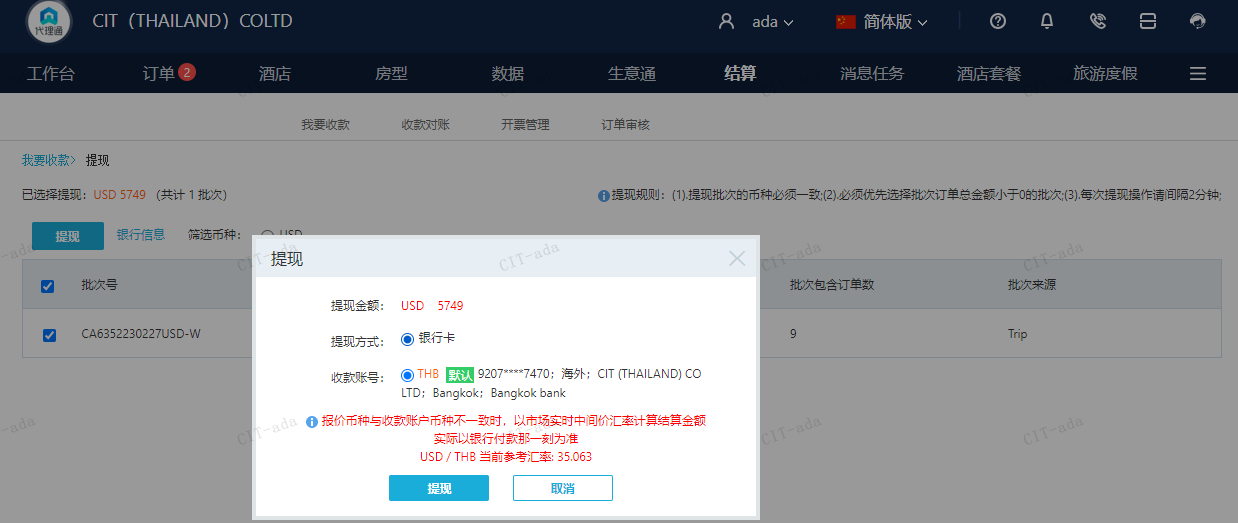 代理通
CIT（THAILAND）COLTD
ada
简体版
工作台
订单 2
酒店
房型
数据
生意通
结算
消息任务
酒店套餐
旅游度假
我要收款
收款对账
开票管理
订单审核
我要收款> 提现
已选择提现：USD 5749 （共计 1 批次）
提现规则：(1).提现批次的币种必须一致;(2).必须优先选择批次订单总金额小于0的批次;(3).每次提现操作请间隔2分钟;
提现
银行信息
筛选币种：
USD
批次号
批次包含订单数
批次来源
CA6352230227USD-W
9
Trip
提现
提现金额： USD 5749
提现方式： 银行卡
收款账号： THB 默认 9207****7470；海外；CIT (THAILAND) CO
LTD；Bangkok；Bangkok bank
报价币种与收款账户币种不一致时，以市场实时中间价汇率计算结算金额
实际以银行付款那一刻为准
USD / THB 当前参考汇率: 35.063
提现
取消
CIT-ada
CIT-ada
CIT-ada
CIT-ada
CIT-ada